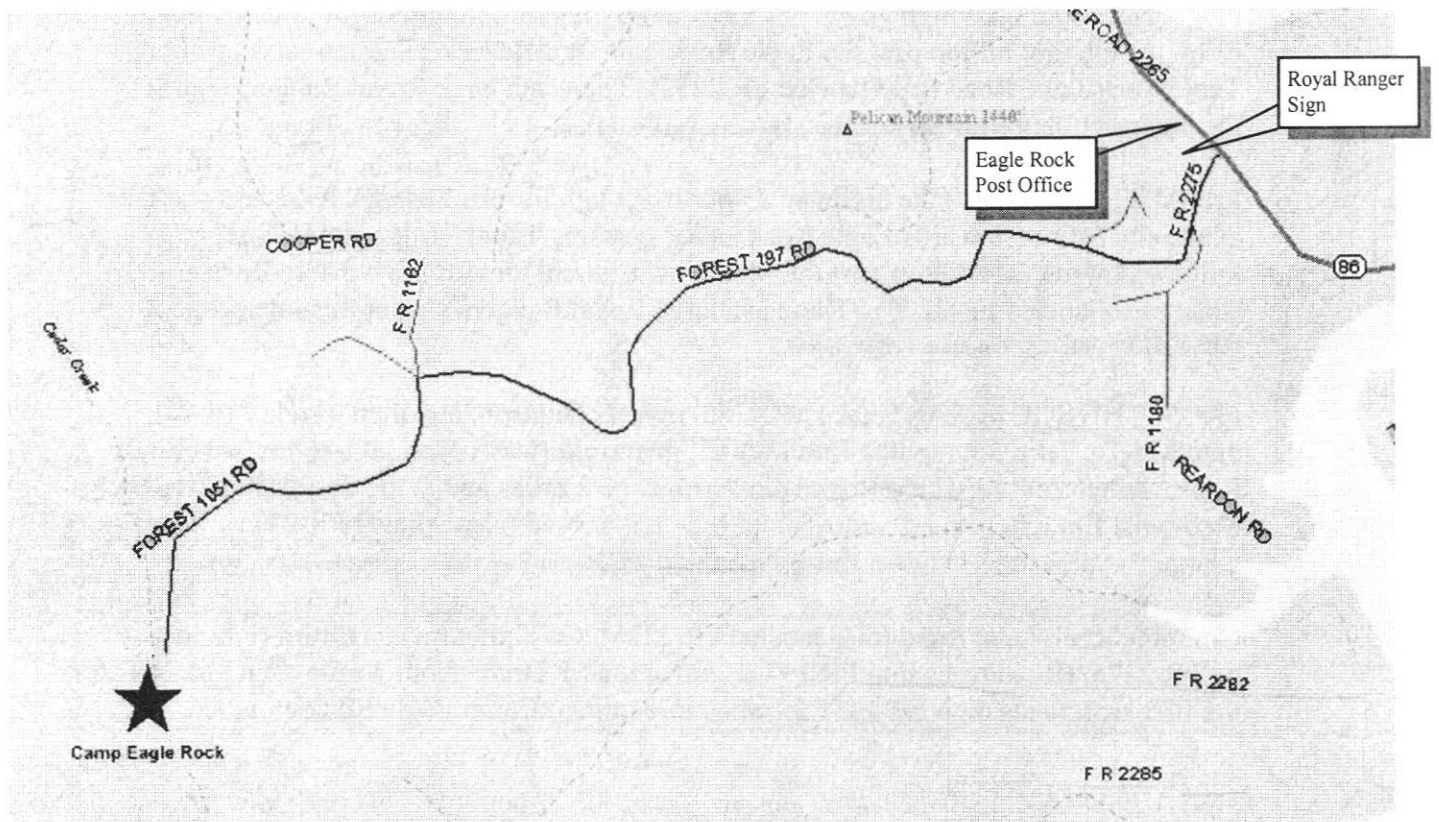 E ROAD 2265
Royal Ranger
Sign
Pelican Mountain 1440'
Eagle Rock
Post Office
F R 2275
COOPER RD
FOREST 197 RD
86
F R 1162
Cedar Creek
F R 1180
FOREST 1051 RD
REARDON RD
F R 2282
Camp Eagle Rock
F R 2285